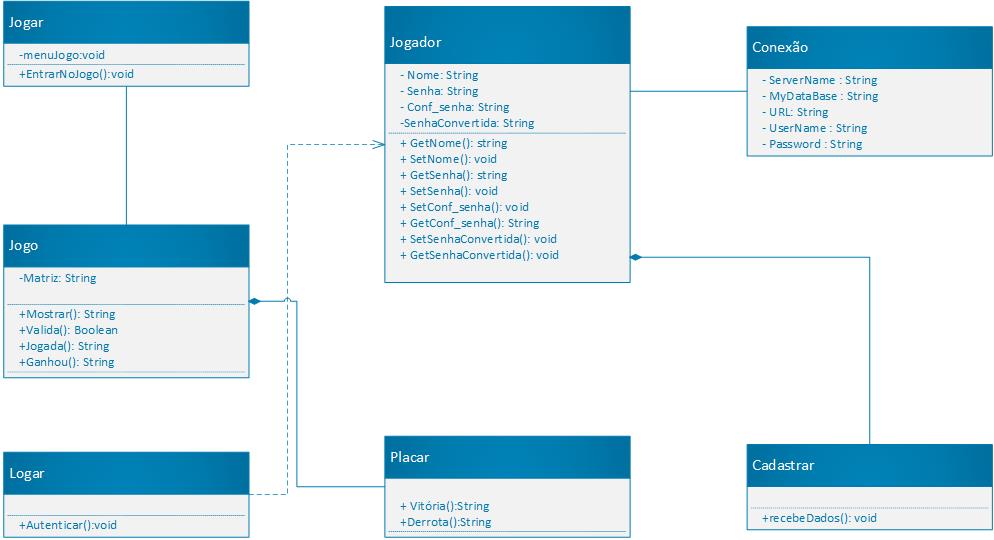 Jogar
-menuJogo:void
+EntrarNoJogo():void
Jogador
- Nome: String
- Senha: String
- Conf_senha: String
-SenhaConvertida: String
+ GetNome(): string
+ SetNome(): void
+ GetSenha(): string
+ SetSenha(): void
+ SetConf_senha(): void
+ GetConf_senha(): String
+ SetSenhaConvertida(): void
+ GetSenhaConvertida(): void
Conexão
- ServerName : String
- MyDataBase : String
- URL: String
- UserName : String
- Password : String
Jogo
-Matriz: String
+Mostrar(): String
+Valida(): Boolean
+Jogada(): String
+Ganhou(): String
Logar
+Autenticar():void
Placar
+ Vitória():String
+Derrota():String
Cadastrar
+recebeDados(): void